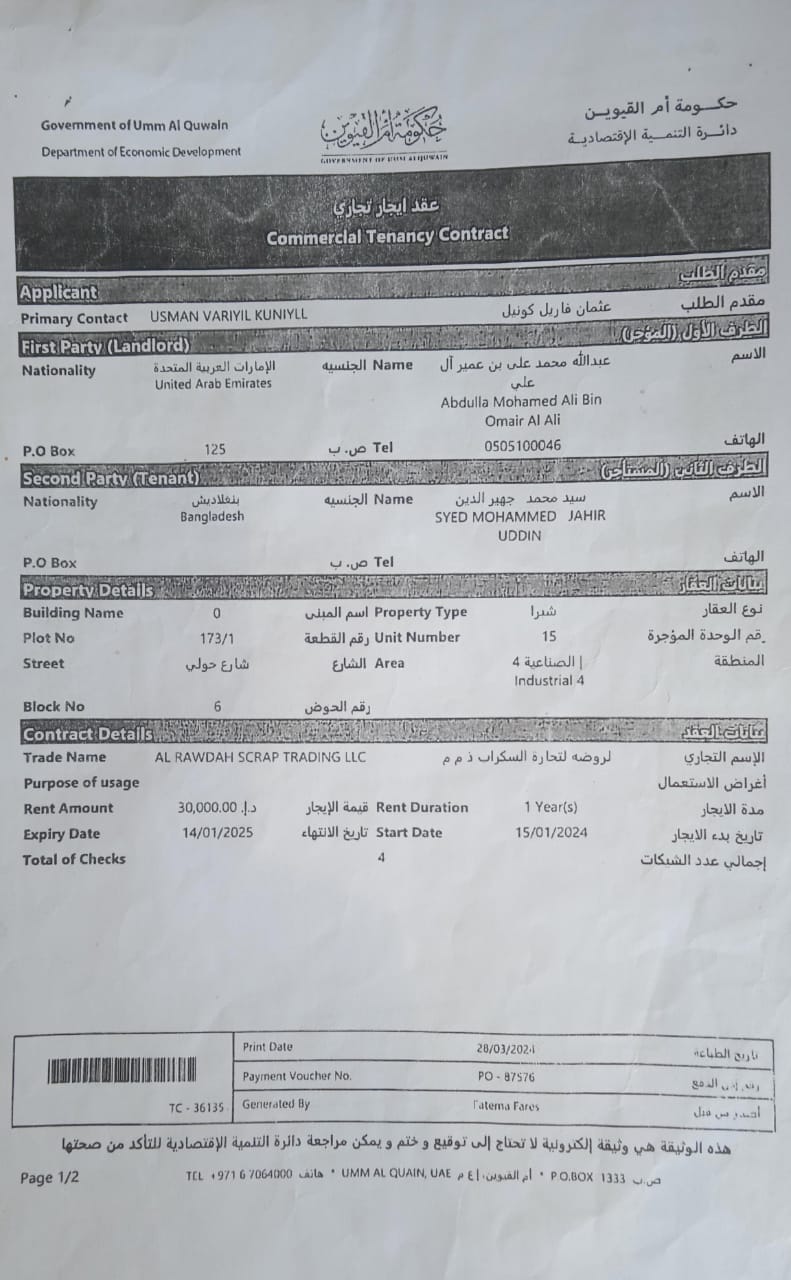 Government of Umm Al Quwain
Department of Economic Development
حكومة أم القيوين
GOVERNMENT OF UMM ALQUWAIN
حكومة أم القيوين
دائرة التنمية الإقتصادية
عقد ايجار تجاري
Commercial Tenancy Contract
Applicant مقدم الطلب
Primary Contact USMAN VARIYIL KUNIYLL عثمان فاريل كونيل مقدم الطلب
First Party (Landlord) الطرف الأول (المؤجر)
Nationality الإمارات العربية المتحدة الجنسيه Name عبدالله محمد على بن عمير آل الاسم
United Arab Emirates على
Abdulla Mohamed Ali Bin
Omair Al Ali
P.O Box 125 ص. ب Tel 0505100046 الهاتف
Second Party (Tenant) الطرف الثاني (المستأجر)
Nationality بنغلاديش الجنسيه Name سيد محمد جهير الدين الاسم
Bangladesh SYED MOHAMMED JAHIR
UDDIN
P.O Box ص. ب Tel الهاتف
Property Details بيانات العقار
Building Name 0 اسم المبنى Property Type شبرا نوع العقار
Plot No 173/1 رقم القطعة Unit Number 15 رقم الوحدة المؤجرة
Street شارع حولي الشارع Area الصناعية 4 | المنطقة
Industrial 4
Block No 6 رقم الحوض
Contract Details بيانات العقد
Trade Name AL RAWDAH SCRAP TRADING LLC لروضه لتجارة السكراب ذ م م الإسم التجاري
Purpose of usage أغراض الاستعمال
Rent Amount 30,000.00 د.إ. قيمة الإيجار Rent Duration 1 Year(s) مدة الايجار
Expiry Date 14/01/2025 تاريخ الانتهاء Start Date 15/01/2024 تاريخ بدء الايجار
Total of Checks 4 إجمالي عدد الشيكات
TC - 36135
Print Date 28/03/2024 تاريخ الطباعة
Payment Voucher No. PO - 87576 رقم إذن الدفع
Generated By Fatema Fares أصدر من قبل
هذه الوثيقة هي وثيقة إلكترونية لا تحتاج إلى توقيع و ختم و يمكن مراجعة دائرة التنمية الإقتصادية للتأكد من صحتها
Page 1/2 TEL +971 6 7064000 هاتف * UMM AL QUAIN, UAE أم القيوين، إ ع م * P.O.BOX 1333 ص.ب